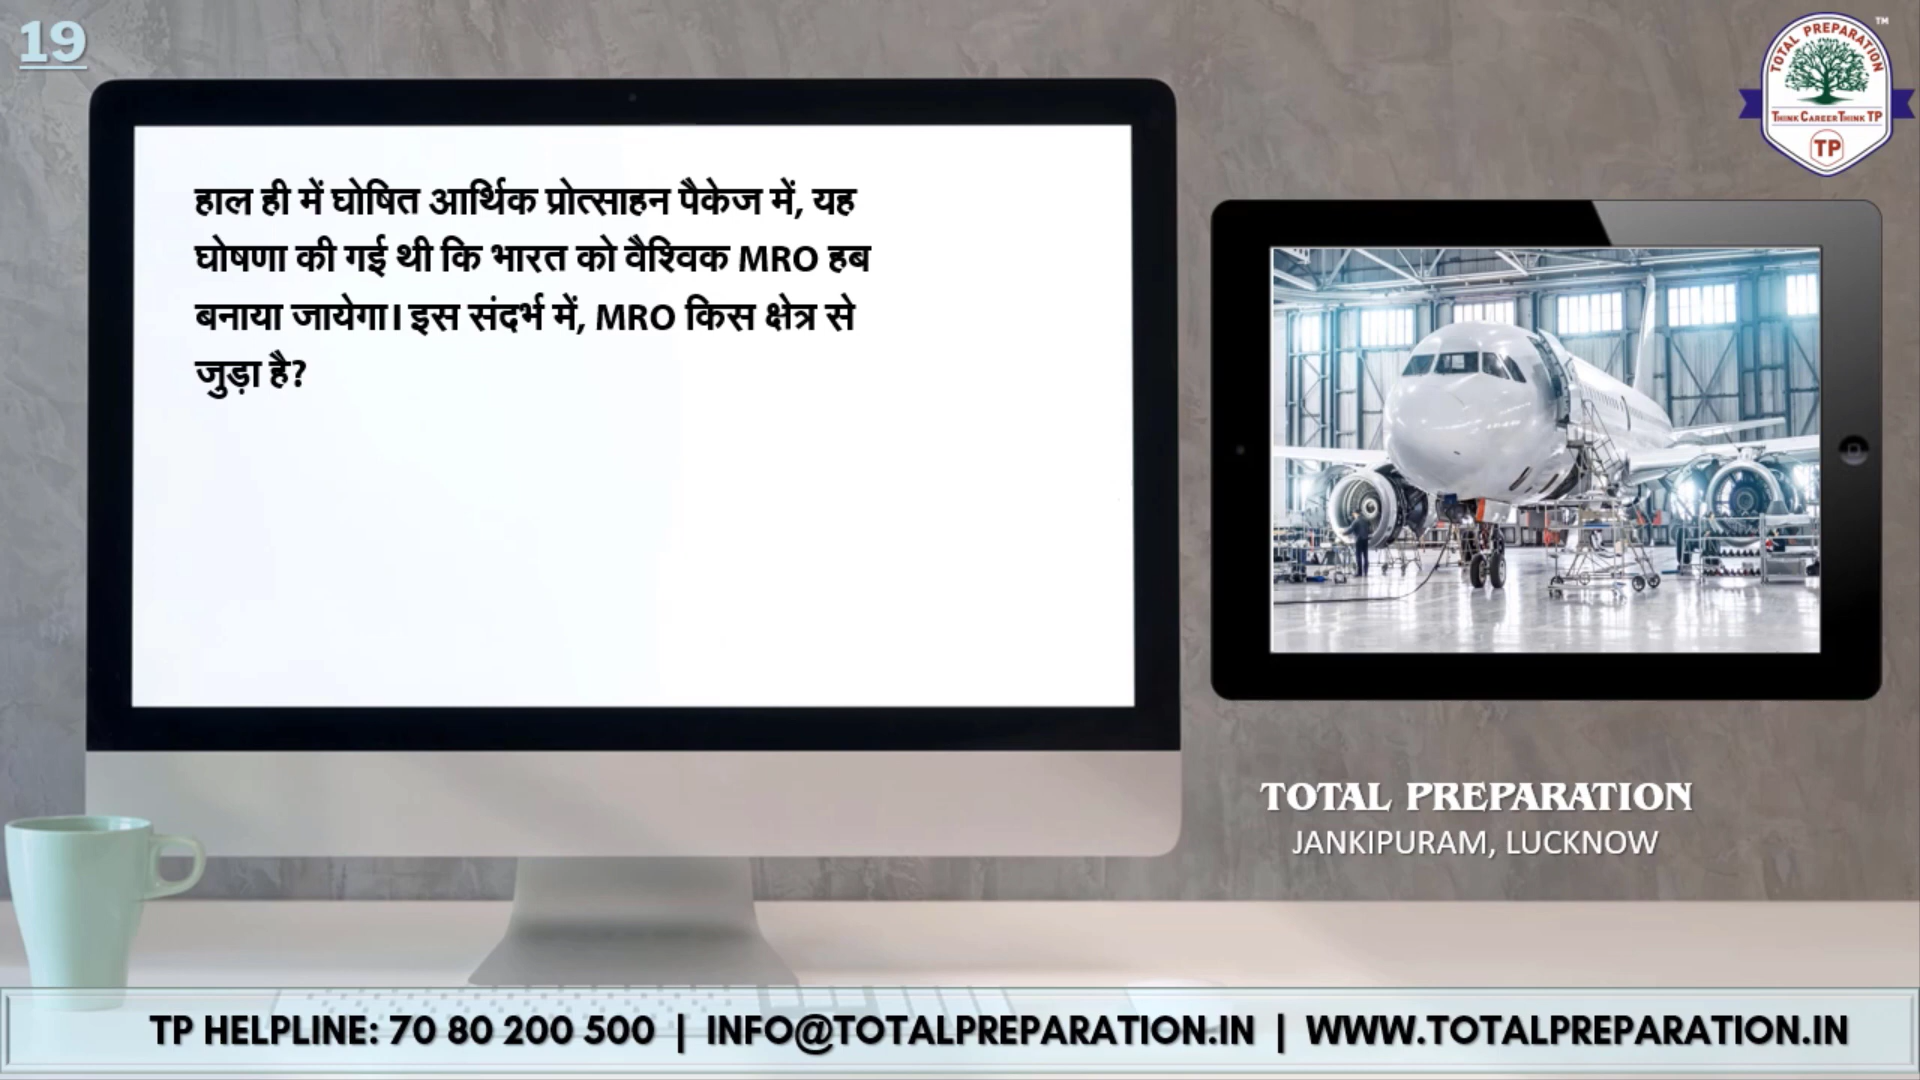 19
हाल ही में घोषित आर्थिक प्रोत्साहन पैकेज में, यह
घोषणा की गई थी कि भारत को वैश्विक MRO हब
बनाया जायेगा। इस संदर्भ में, MRO किस क्षेत्र से
जुड़ा है?
TM
TOTAL PREPARATION
THINK CAREER THINK TP
TP
TOTAL PREPARATION
JANKIPURAM, LUCKNOW
TP HELPLINE: 70 80 200 500 | INFO@TOTALPREPARATION.IN | WWW.TOTALPREPARATION.IN